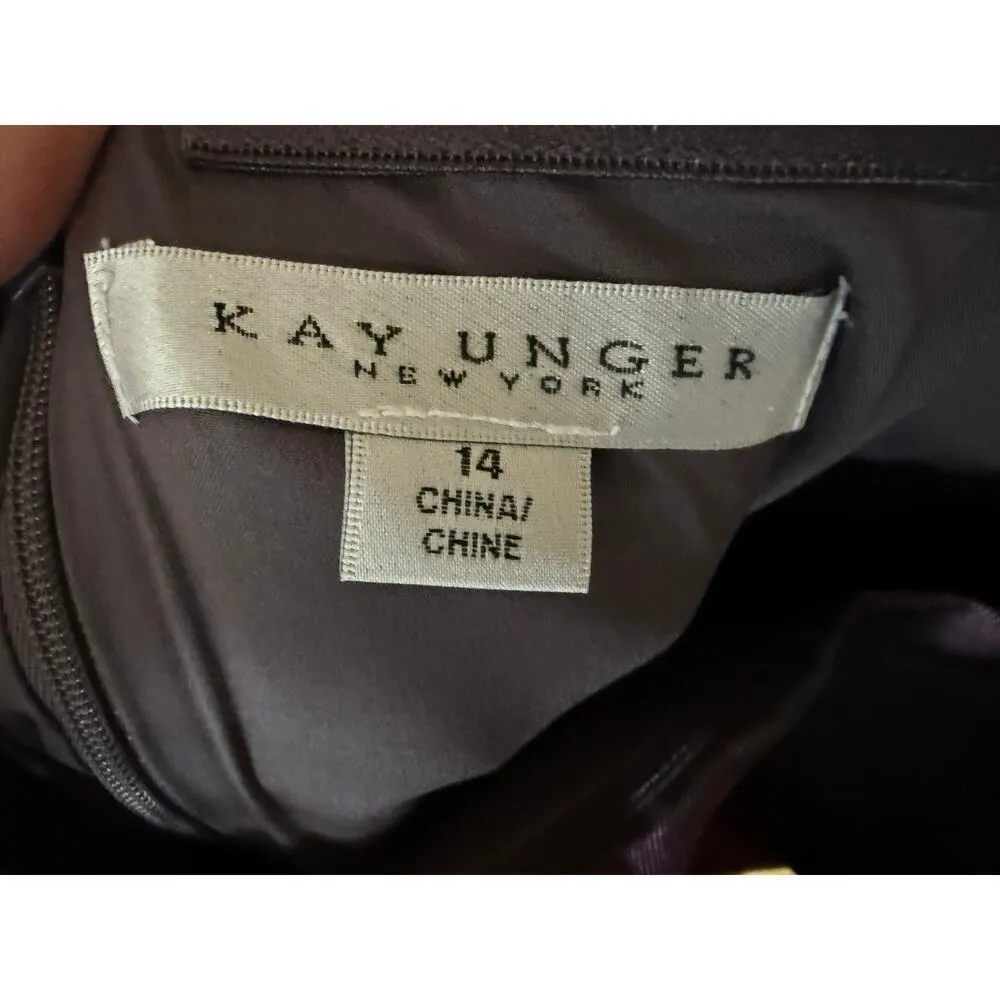 KAY UNGER
NEW YORK
14
CHINA/
CHINE